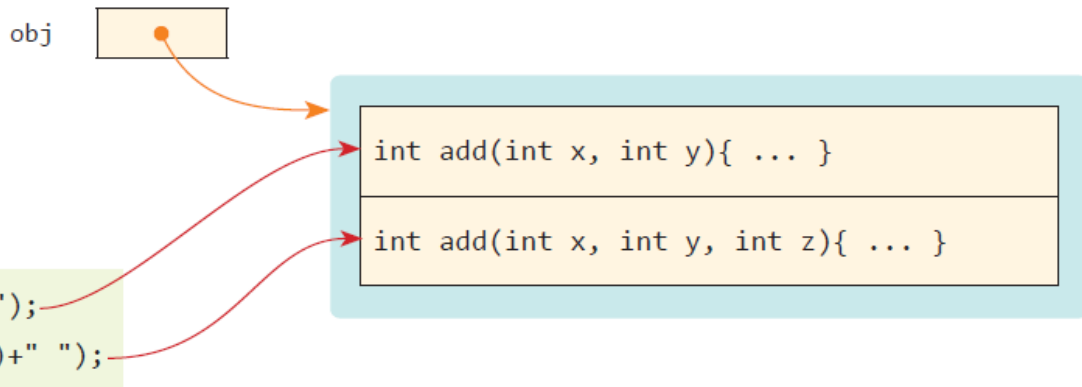 obj
int add(int x, int y){ ... }
int add(int x, int y, int z){ ... }
");
)+" ");